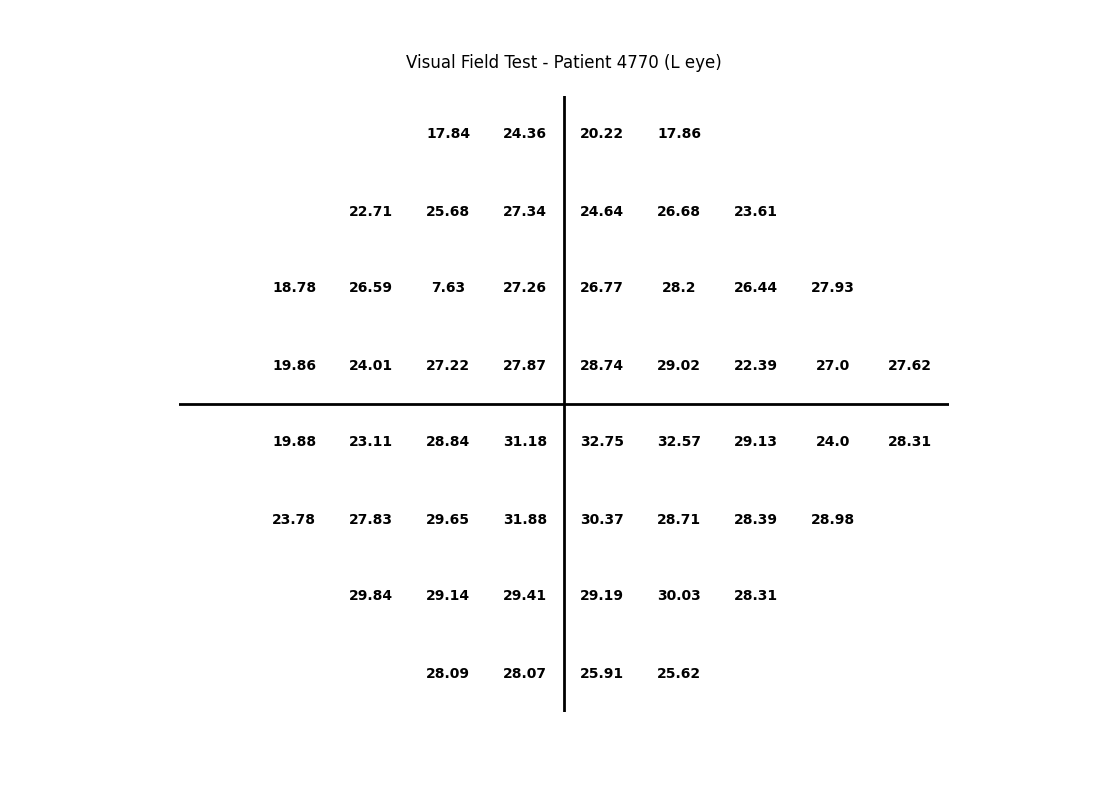 Visual Field Test - Patient 4770 (L eye)
17.84 24.36 20.22 17.86
22.71 25.68 27.34 24.64 26.68 23.61
18.78 26.59 7.63 27.26 26.77 28.2 26.44 27.93
19.86 24.01 27.22 27.87 28.74 29.02 22.39 27.0 27.62
19.88 23.11 28.84 31.18 32.75 32.57 29.13 24.0 28.31
23.78 27.83 29.65 31.88 30.37 28.71 28.39 28.98
29.84 29.14 29.41 29.19 30.03 28.31
28.09 28.07 25.91 25.62